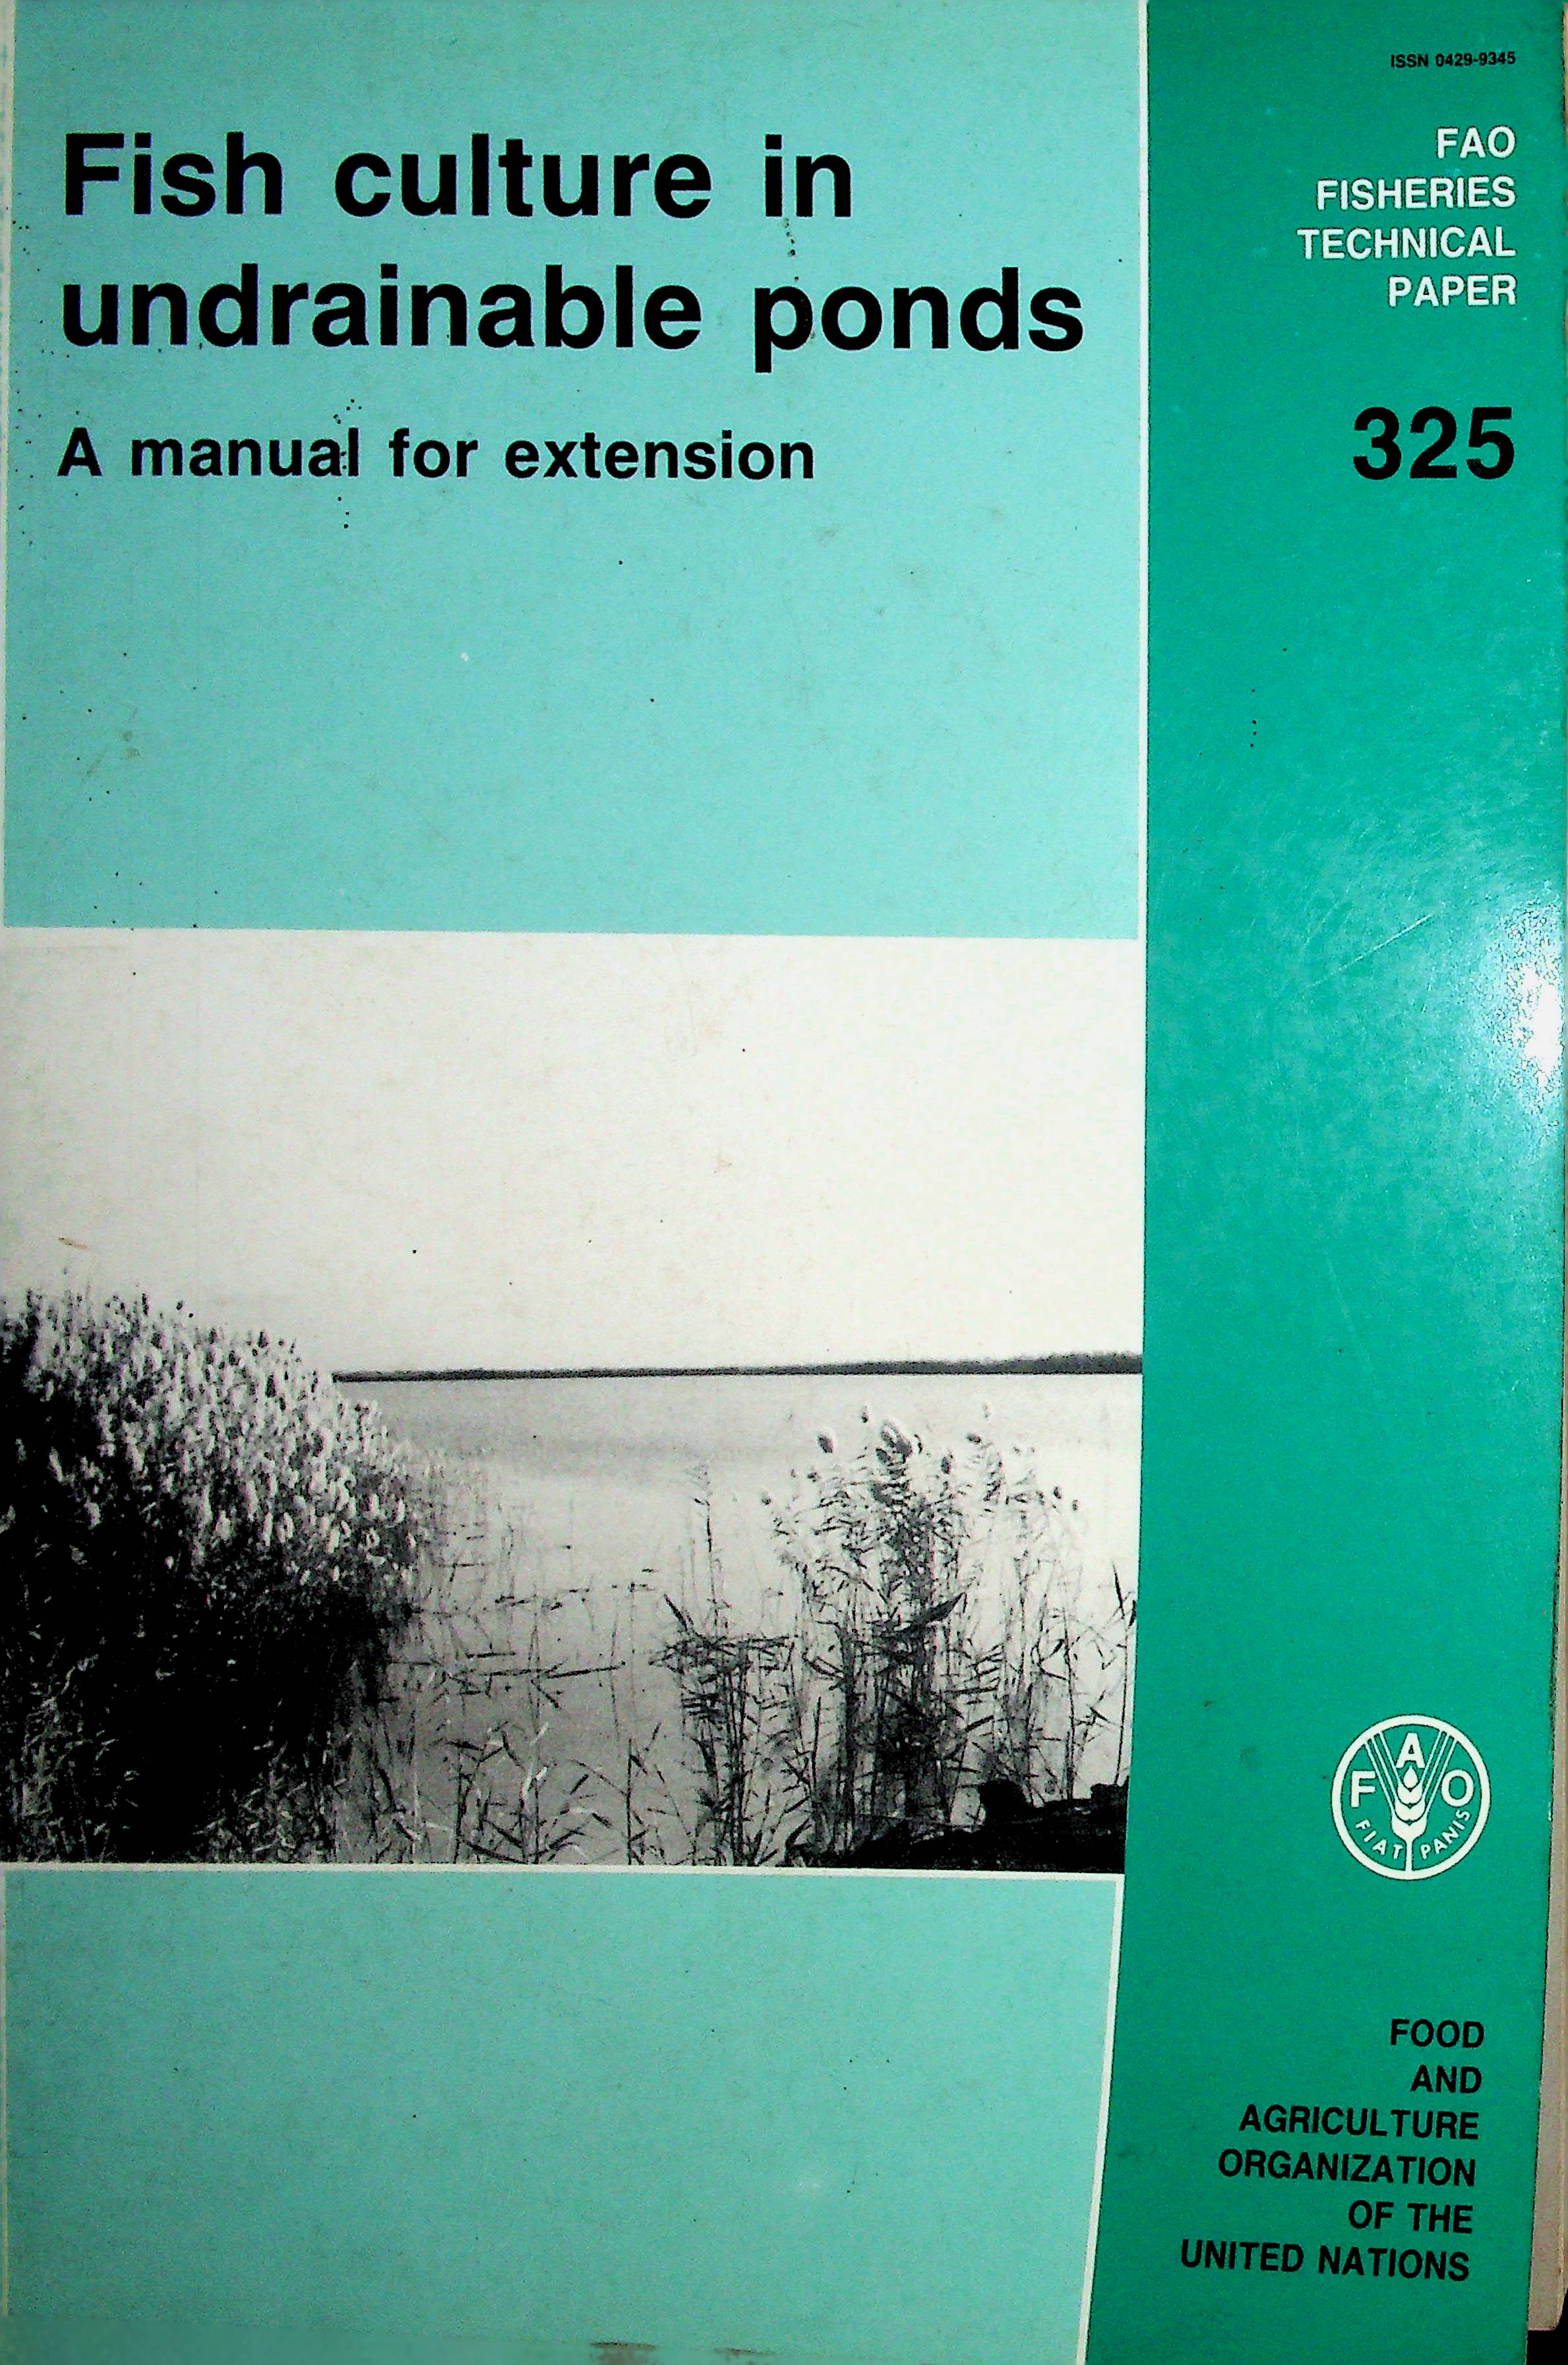 Fish culture in
undrainable ponds
A manual for extension
ISSN 0429-9345
FAO
FISHERIES
TECHNICAL
PAPER
325
F A O
FIAT PANIS
FOOD
AND
AGRICULTURE
ORGANIZATION
OF THE
UNITED NATIONS